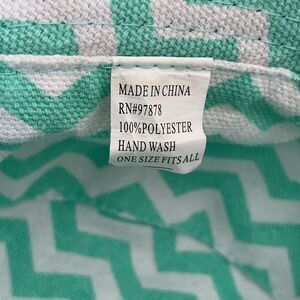 MADE IN CHINA
RN#97878
100%POLYESTER
HAND WASH
ONE SIZE FITS ALL